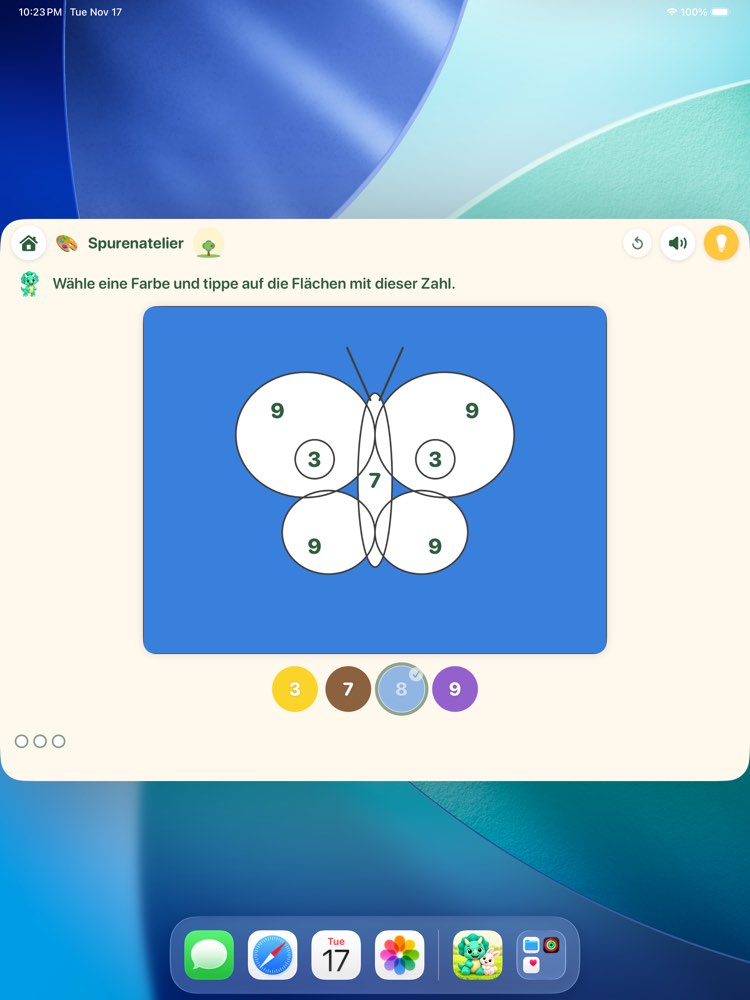 10:23 PM Tue Nov 17
100%
Spurenatelier
Wähle eine Farbe und tippe auf die Flächen mit dieser Zahl.
9 9
3 3
7
9 9
3 7 8 9
Tue
17